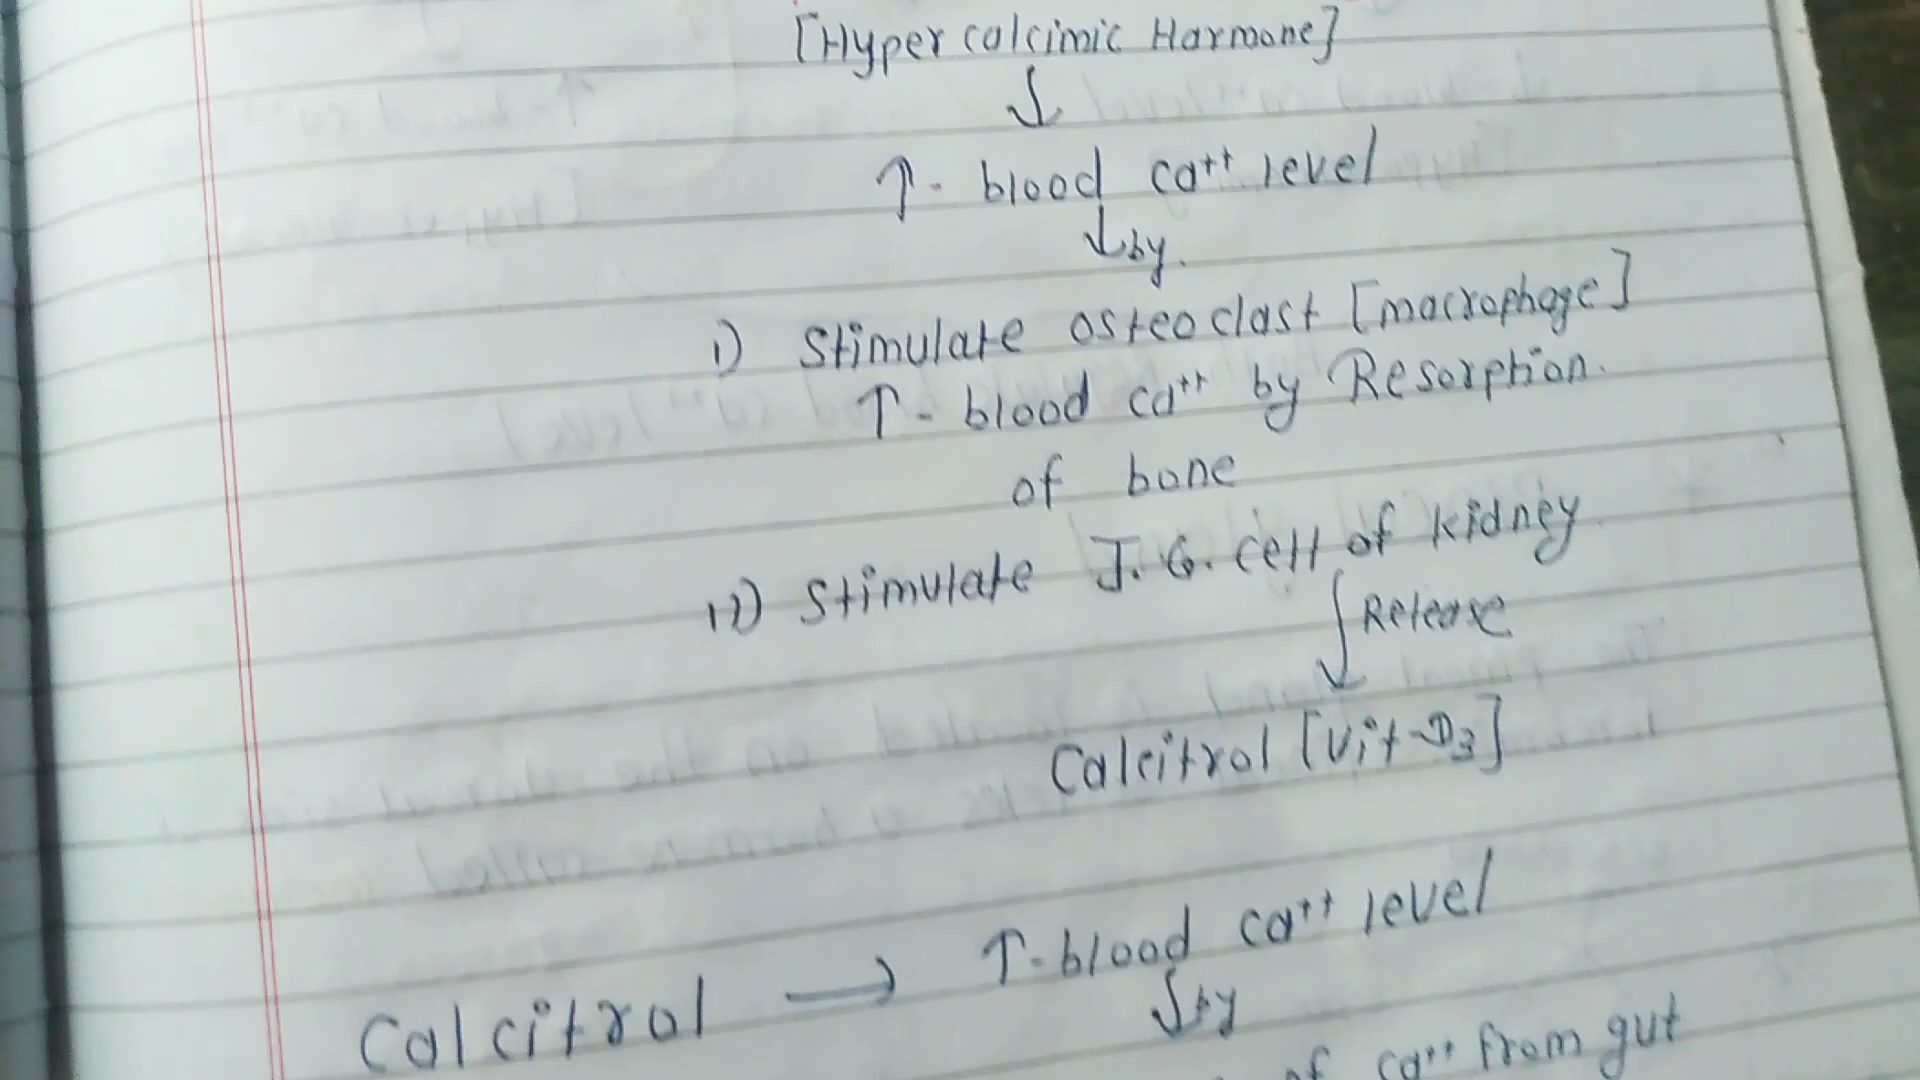 [Hyper calcimic Harmone]
↓
↑- blood ca++ level
↓by.
i) Stimulate osteoclast [macrophage]
↑- blood ca++ by Resorption.
of bone
ii) Stimulate J.G. cell of kidney
↓Release
Calcitrol [Vit-D3]
Calcitrol → ↑-blood ca++ level
↓by
of ca++ from gut